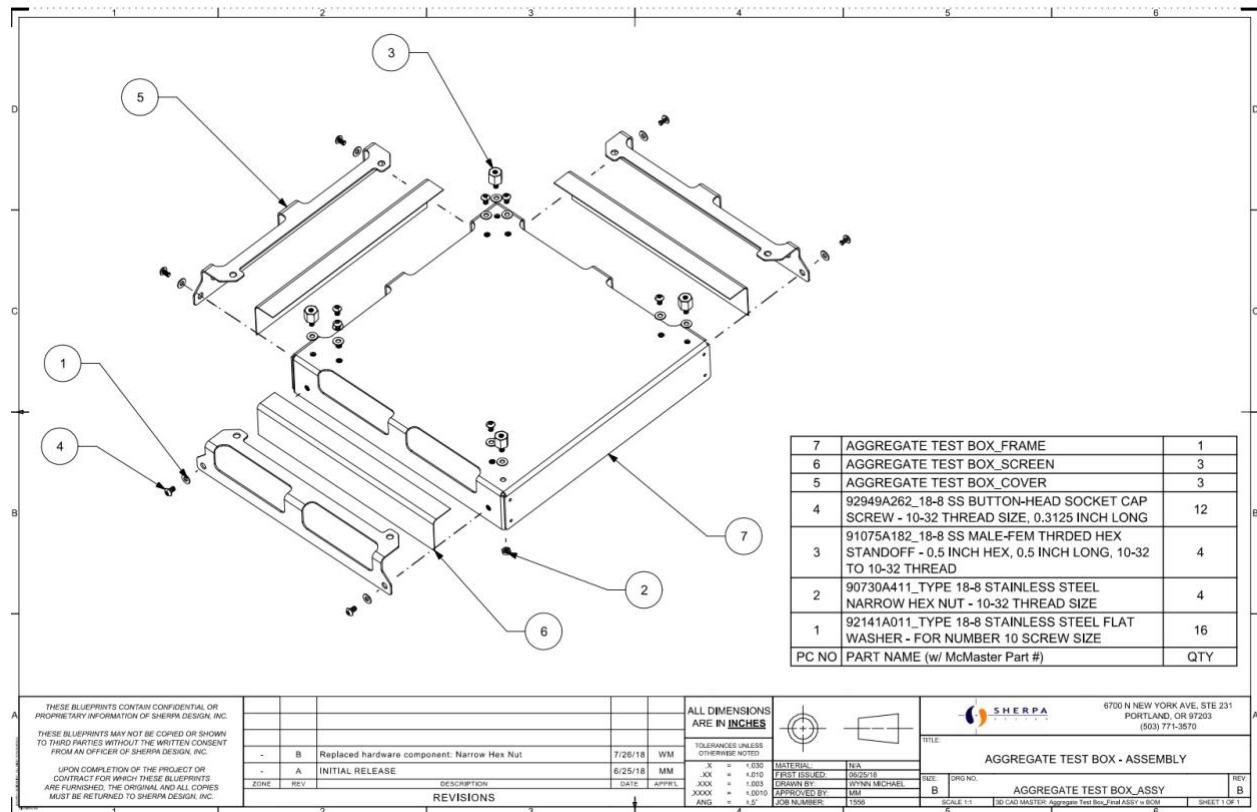 1 2 3 4 5 6
D D
C C
B B
A A
3
5
1
4
7
2
6
7 AGGREGATE TEST BOX_FRAME 1
6 AGGREGATE TEST BOX_SCREEN 3
5 AGGREGATE TEST BOX_COVER 3
4 92949A262_18-8 SS BUTTON-HEAD SOCKET CAP 12
SCREW - 10-32 THREAD SIZE, 0.3125 INCH LONG
3 91075A182_18-8 SS MALE-FEM THRDED HEX 4
STANDOFF - 0.5 INCH HEX, 0.5 INCH LONG, 10-32
TO 10-32 THREAD
2 90730A411_TYPE 18-8 STAINLESS STEEL 4
NARROW HEX NUT - 10-32 THREAD SIZE
1 92141A011_TYPE 18-8 STAINLESS STEEL FLAT 16
WASHER - FOR NUMBER 10 SCREW SIZE
PC NO PART NAME (w/ McMaster Part #) QTY
THESE BLUEPRINTS CONTAIN CONFIDENTIAL OR
PROPRIETARY INFORMATION OF SHERPA DESIGN, INC.
THESE BLUEPRINTS MAY NOT BE COPIED OR SHOWN
TO THIRD PARTIES WITHOUT THE WRITTEN CONSENT
FROM AN OFFICER OF SHERPA DESIGN, INC.
UPON COMPLETION OF THE PROJECT OR
CONTRACT FOR WHICH THESE BLUEPRINTS
ARE FURNISHED, THE ORIGINAL AND ALL COPIES
MUST BE RETURNED TO SHERPA DESIGN, INC.
- B Replaced hardware component: Narrow Hex Nut 7/26/18 WM
- A INITIAL RELEASE 6/25/18 MM
ZONE REV DESCRIPTION DATE APPR'L
REVISIONS
ALL DIMENSIONS
ARE IN INCHES
TOLERANCES UNLESS
OTHERWISE NOTED
.X = ±.030
.XX = ±.010
.XXX = ±.003
.XXXX = ±.0010
ANG = ±.5°
MATERIAL: N/A
FIRST ISSUED: 06/25/18
DRAWN BY: WYNN MICHAEL
APPROVED BY: MM
JOB NUMBER: 1556
SHERPA
DESIGN
6700 N NEW YORK AVE, STE 231
PORTLAND, OR 97203
(503) 771-3570
TITLE:
AGGREGATE TEST BOX - ASSEMBLY
SIZE: DRG NO. REV:
B AGGREGATE TEST BOX_ASSY B
SCALE 1:1 3D CAD MASTER: Aggregate Test Box_Final ASSY w BOM SHEET 1 OF 1